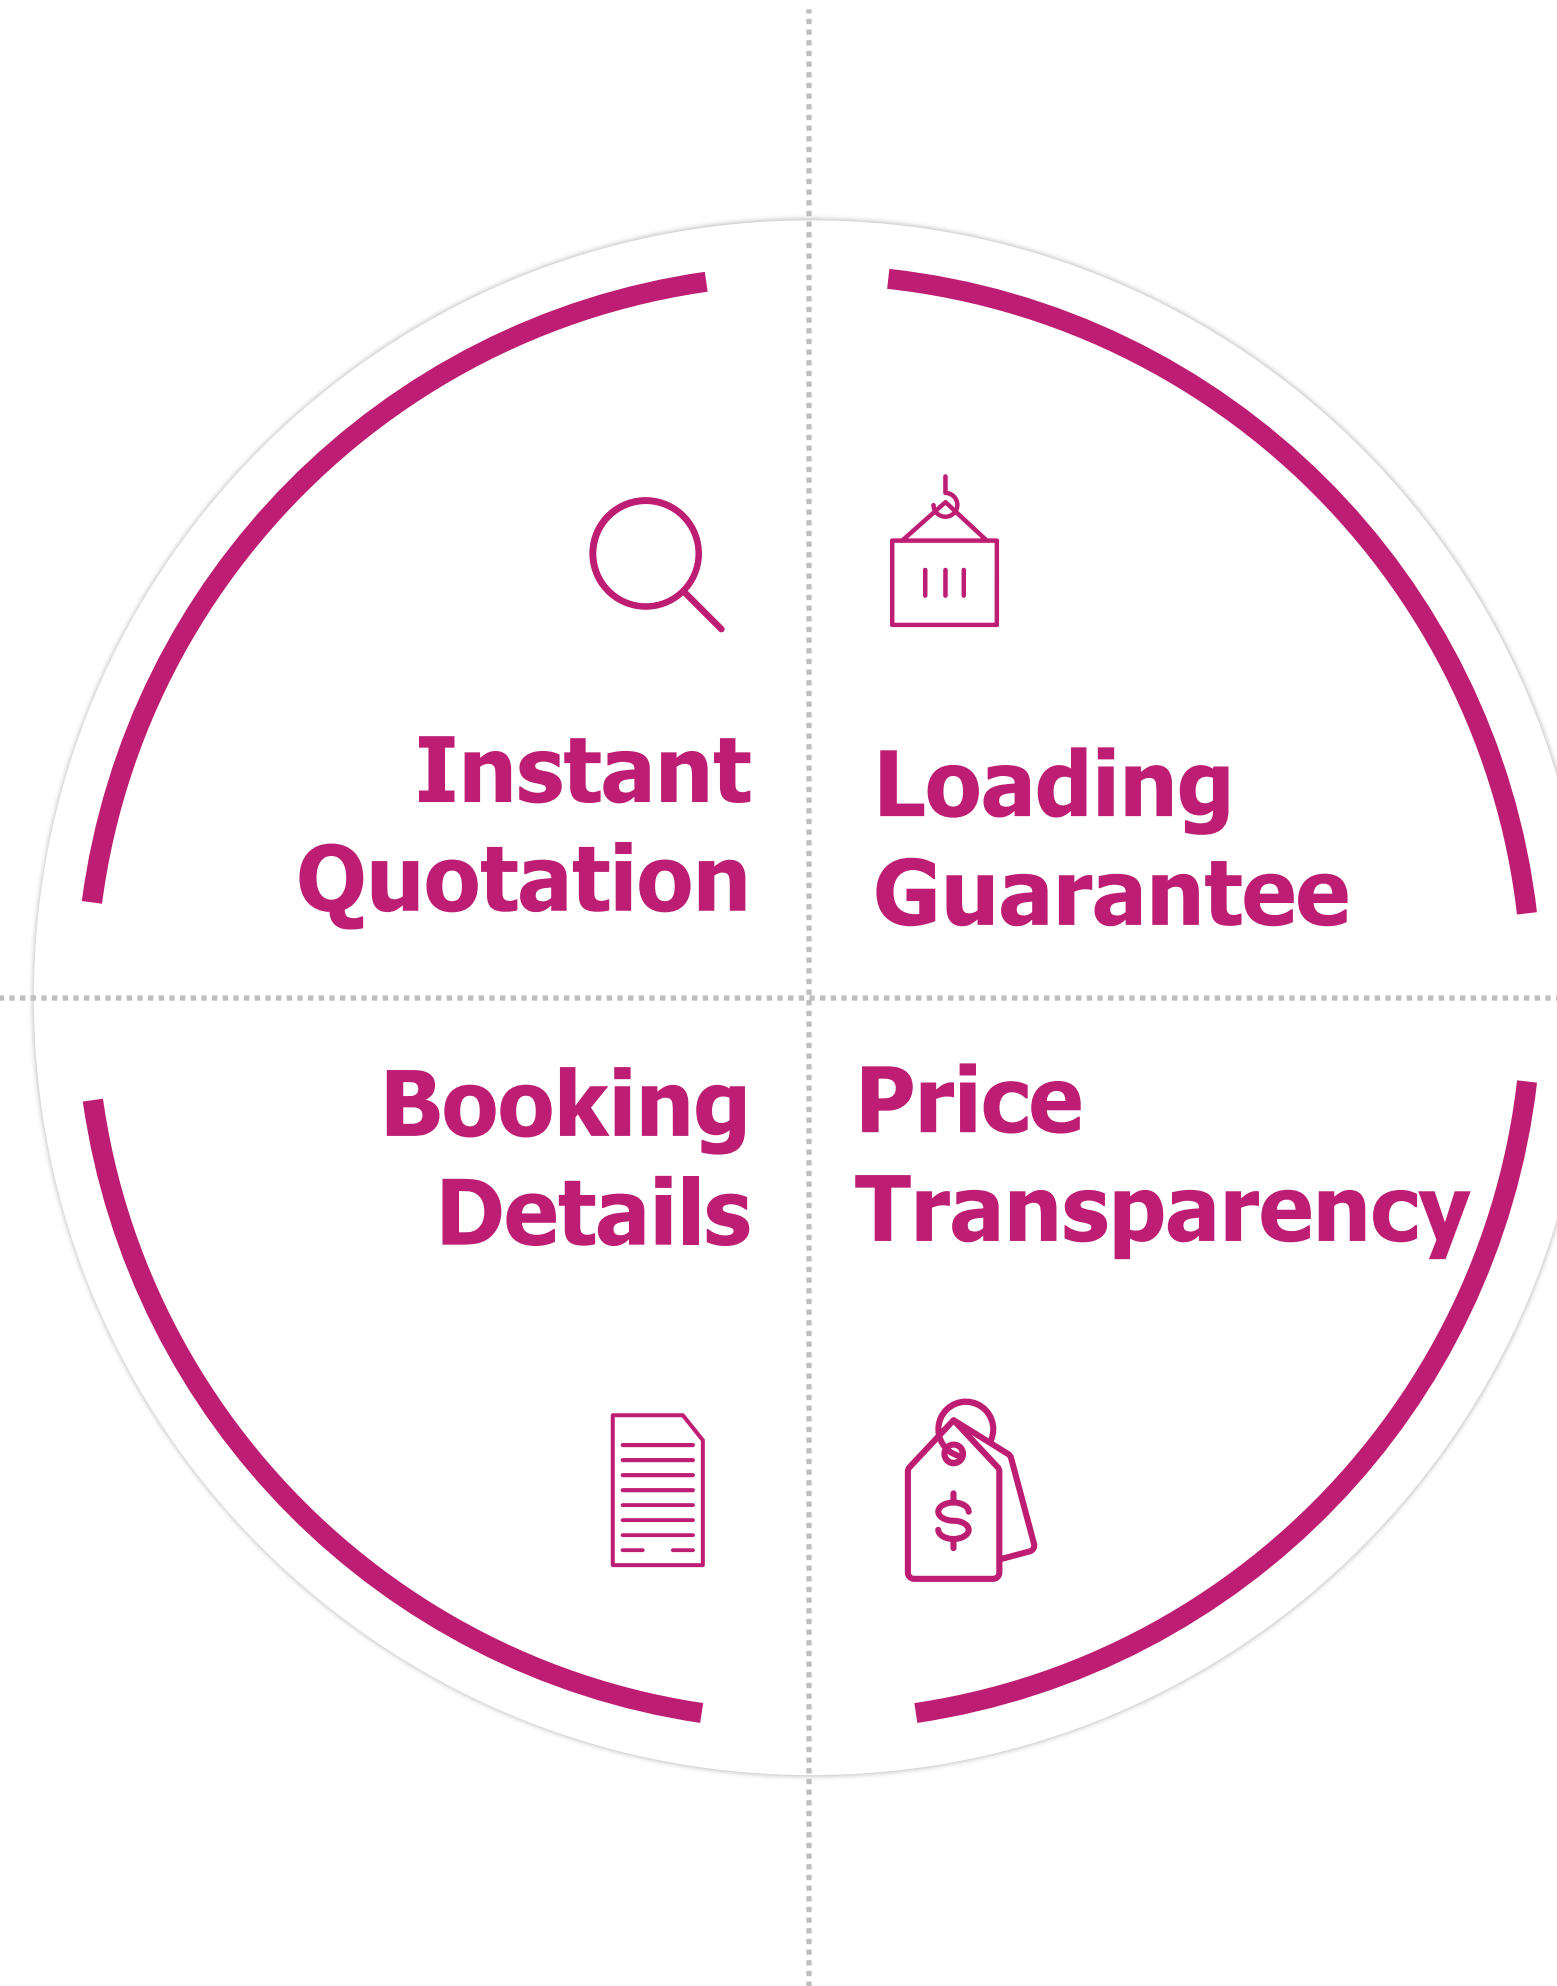 Instant
Quotation
Loading
Guarantee
Booking
Details
Price
Transparency
$